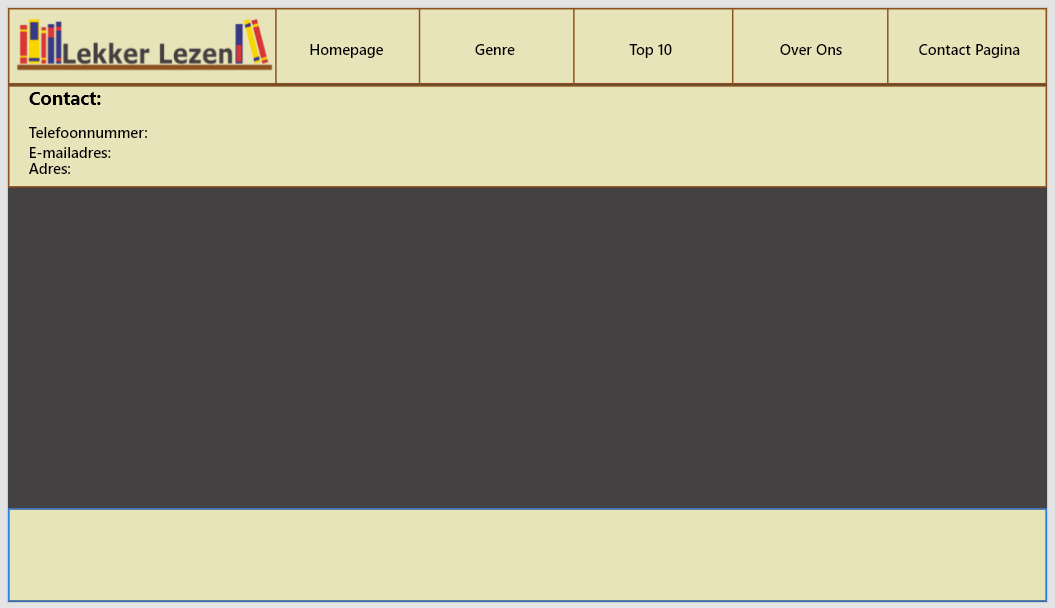 Lekker Lezen
Homepage
Genre
Top 10
Over Ons
Contact Pagina
Contact:
Telefoonnummer:
E-mailadres:
Adres: